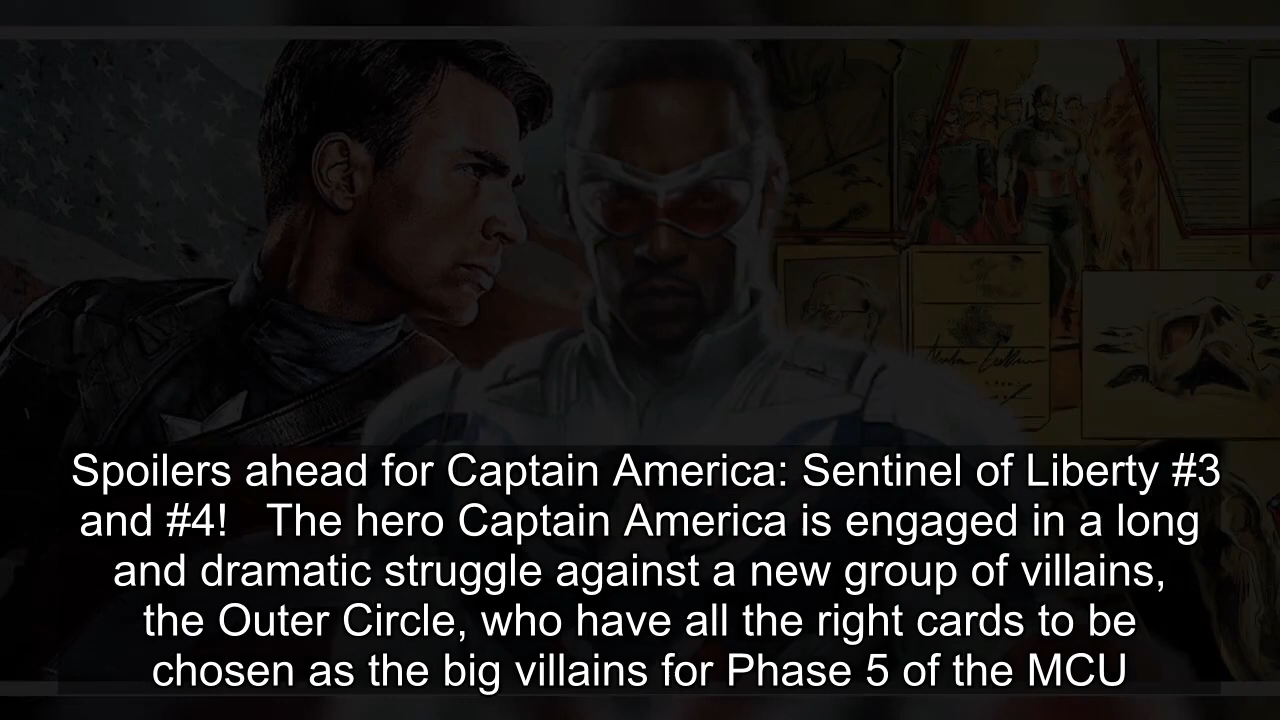 Spoilers ahead for Captain America: Sentinel of Liberty #3
and #4!   The hero Captain America is engaged in a long
and dramatic struggle against a new group of villains,
the Outer Circle, who have all the right cards to be
chosen as the big villains for Phase 5 of the MCU